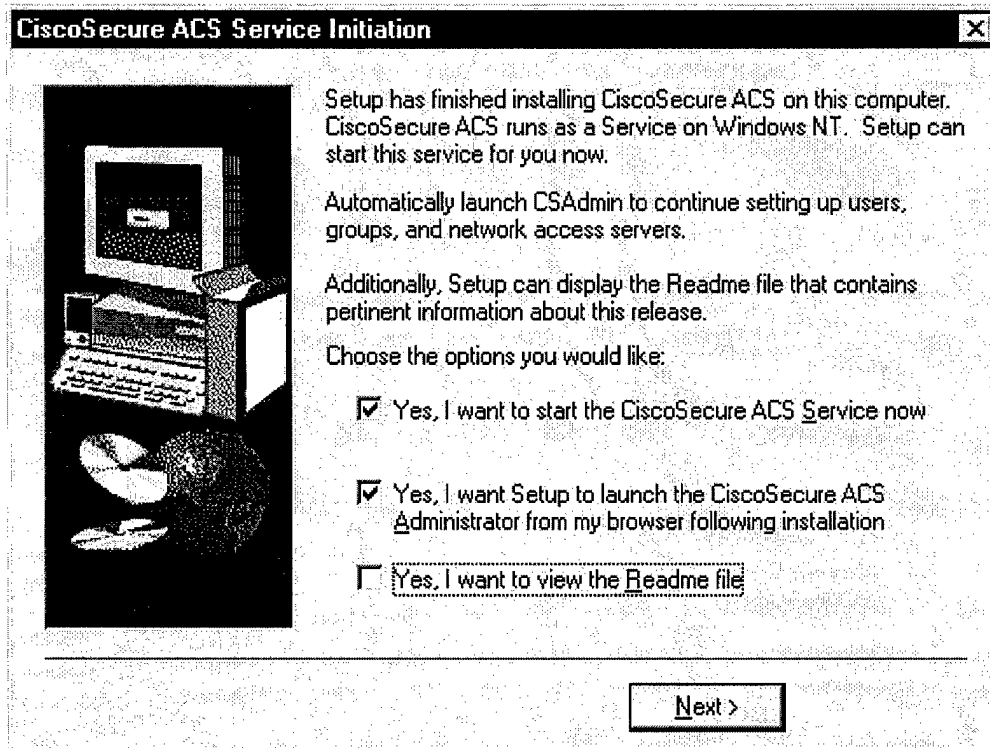 CiscoSecure ACS Service Initiation
Setup has finished installing CiscoSecure ACS on this computer.
CiscoSecure ACS runs as a Service on Windows NT. Setup can
start this service for you now.
Automatically launch CSAdmin to continue setting up users,
groups, and network access servers.
Additionally, Setup can display the Readme file that contains
pertinent information about this release.
Choose the options you would like:
Yes, I want to start the CiscoSecure ACS Service now
Yes, I want Setup to launch the CiscoSecure ACS
Administrator from my browser following installation
Yes, I want to view the Readme file
Next >